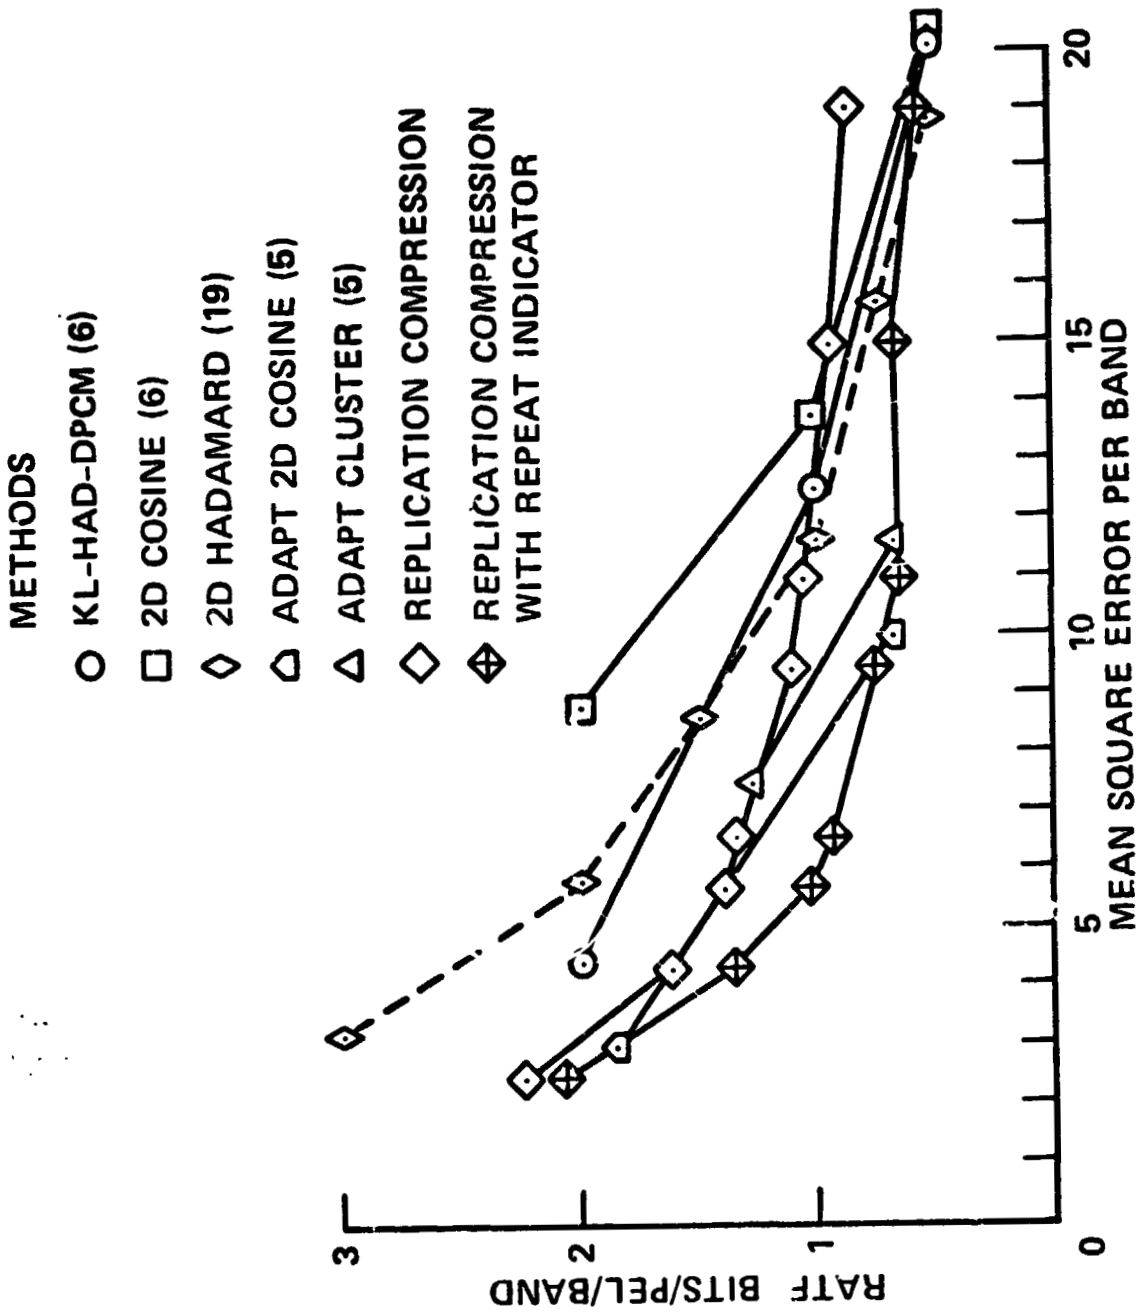 METHODS
KL-HAD-DPCM (6)
2D COSINE (6)
2D HADAMARD (19)
ADAPT 2D COSINE (5)
ADAPT CLUSTER (5)
REPLICATION COMPRESSION
REPLICATION COMPRESSION
WITH REPEAT INDICATOR
3
2
1
RATE BITS/PEL/BAND
0
5
10
15
20
MEAN SQUARE ERROR PER BAND